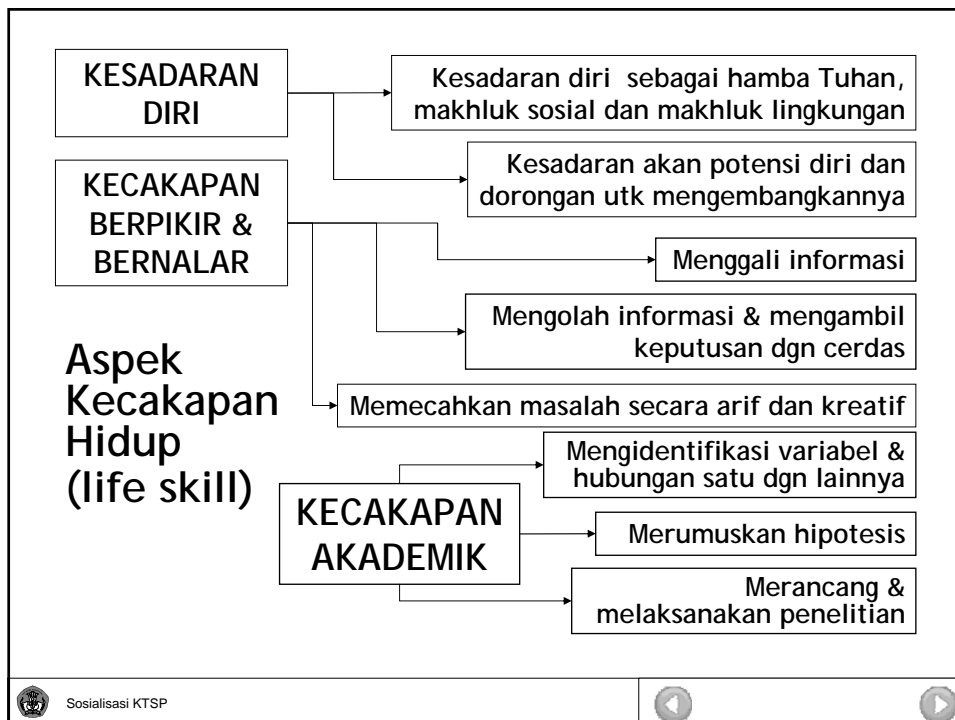 KESADARAN
DIRI
Kesadaran diri sebagai hamba Tuhan,
makhluk sosial dan makhluk lingkungan
Kesadaran akan potensi diri dan
dorongan utk mengembangkannya
KECAKAPAN
BERPIKIR &
BERNALAR
Menggali informasi
Mengolah informasi & mengambil
keputusan dgn cerdas
Memecahkan masalah secara arif dan kreatif
Aspek
Kecakapan
Hidup
(life skill)
KECAKAPAN
AKADEMIK
Mengidentifikasi variabel &
hubungan satu dgn lainnya
Merumuskan hipotesis
Merancang &
melaksanakan penelitian
Sosialisasi KTSP